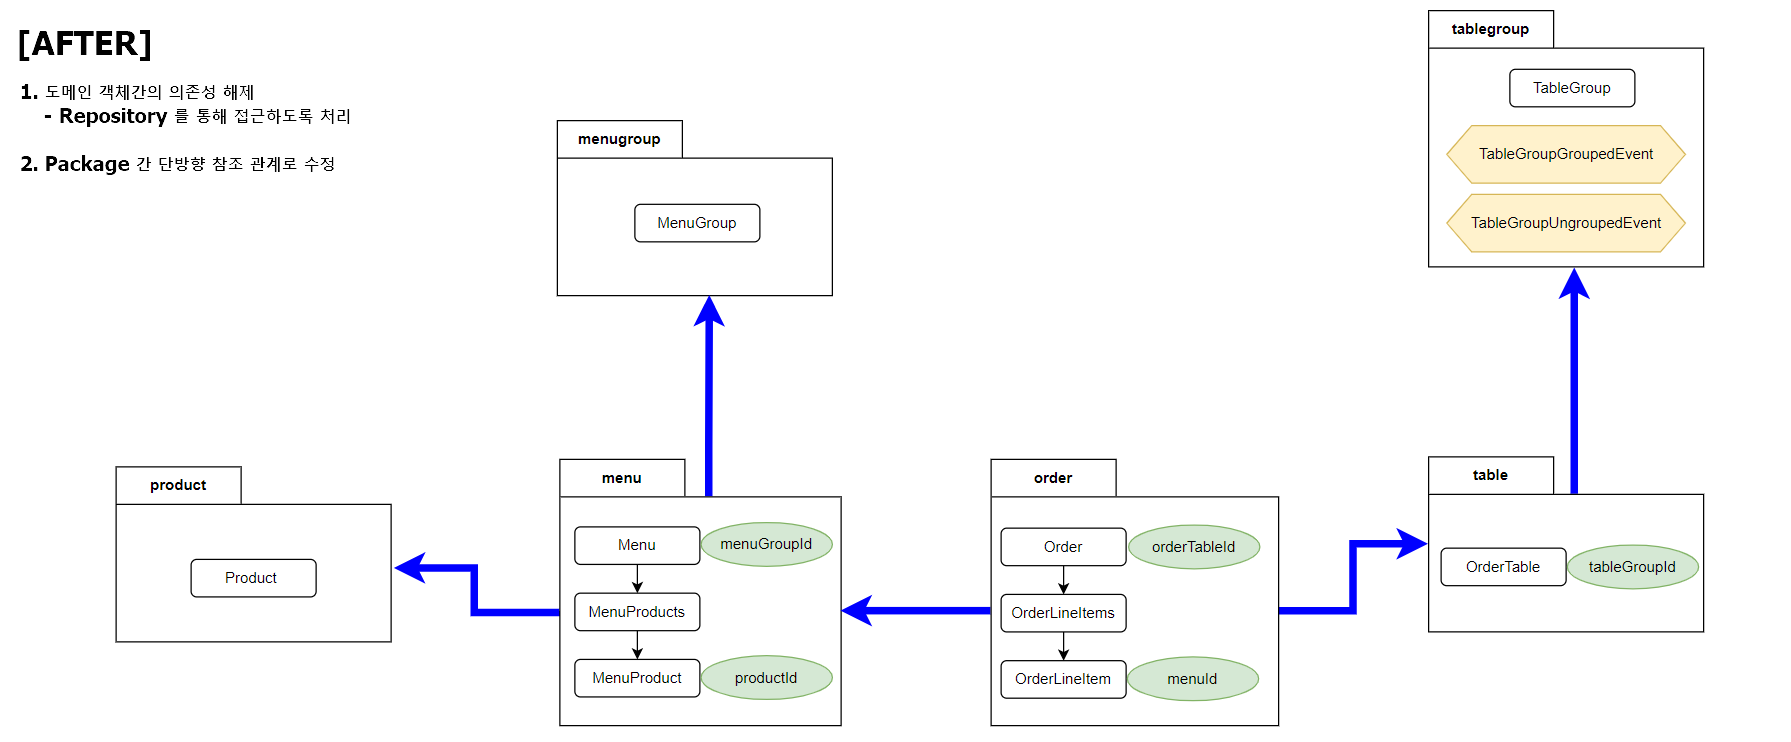 [AFTER]
1. 도메인 객체간의 의존성 해제
- Repository 를 통해 접근하도록 처리
2. Package 간 단방향 참조 관계로 수정
menugroup
MenuGroup
tablegroup
TableGroup
TableGroupGroupedEvent
TableGroupUngroupedEvent
product
Product
menu
Menu
menuGroupId
MenuProducts
MenuProduct
productId
order
Order
orderTableId
OrderLineItems
OrderLineItem
menuId
table
OrderTable
tableGroupId